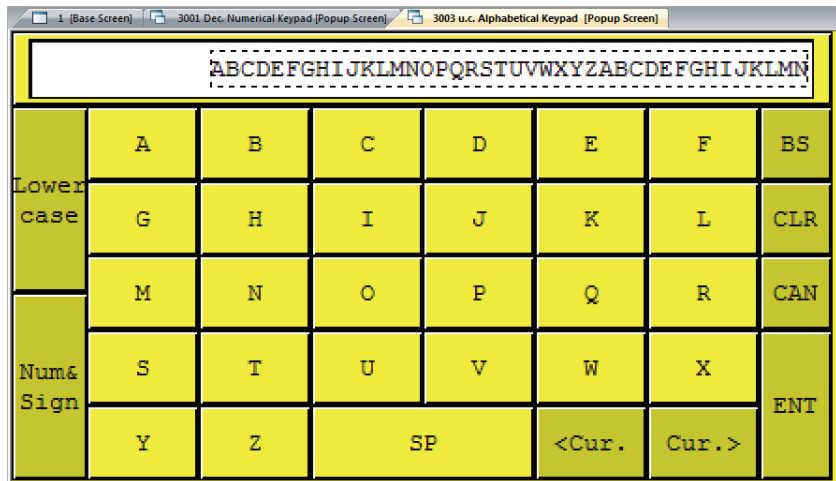 1 [Base Screen] 3001 Dec. Numerical Keypad [Popup Screen] 3003 u.c. Alphabetical Keypad [Popup Screen]
ABCDEFGHIJKLMNOPQRSTUVWXYZABCDEFGHIJKLMN
A B C D E F BS
Lower
case
G H I J K L CLR
M N O P Q R CAN
Num&
Sign
S T U V W X
ENT
Y Z SP <Cur. Cur.>